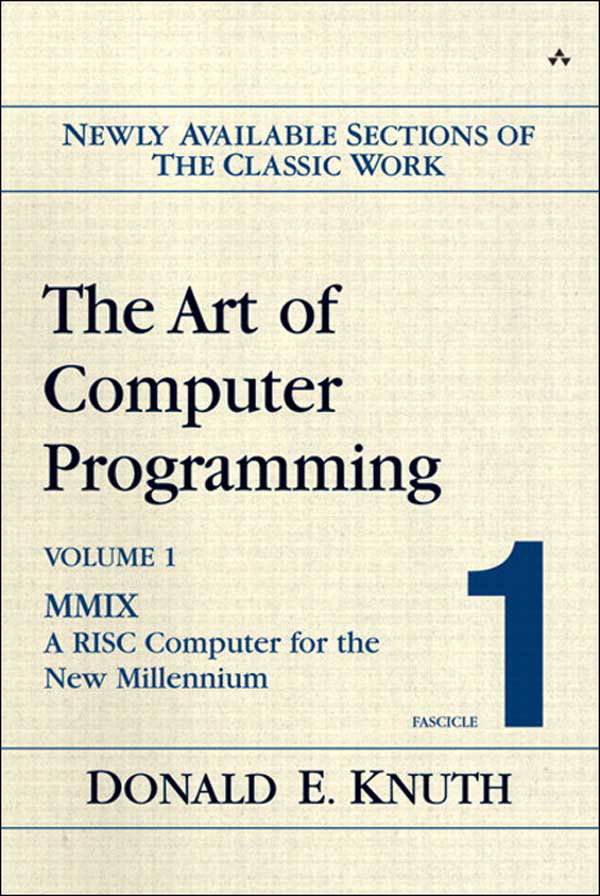 NEWLY AVAILABLE SECTIONS OF
THE CLASSIC WORK
The Art of
Computer
Programming
VOLUME 1
MMIX
A RISC Computer for the
New Millennium
FASCICLE 1
DONALD E. KNUTH